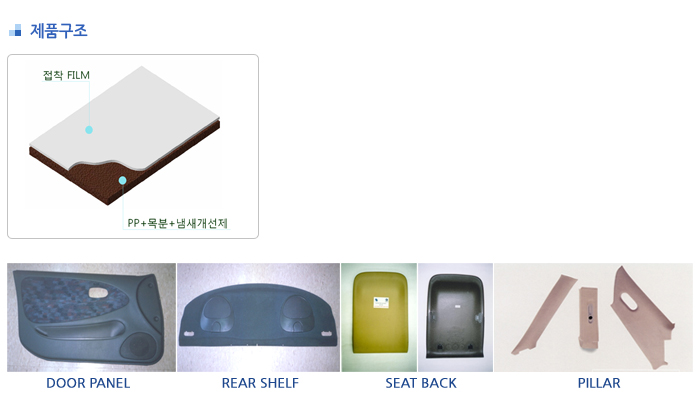 제품구조
접착 FILM
PP+목분+냄새개선제
DOOR PANEL
REAR SHELF
SEAT BACK
PILLAR